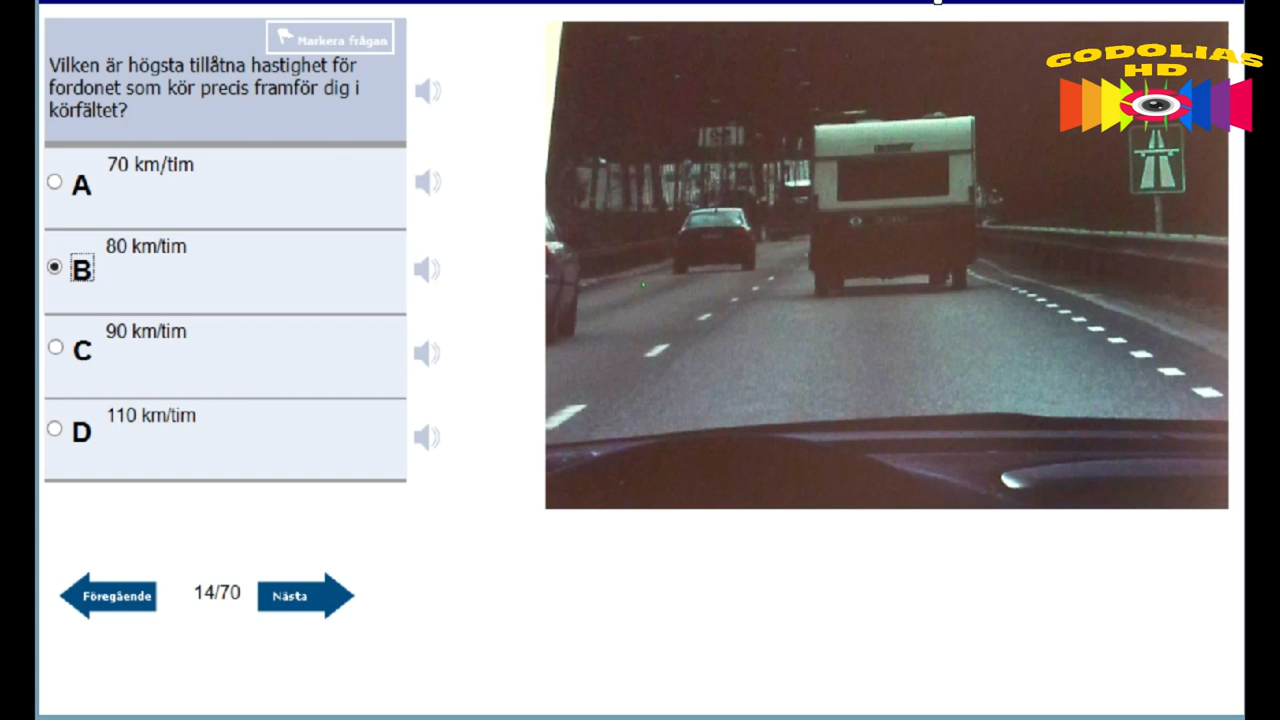 Markera frågan
Vilken är högsta tillåtna hastighet för
fordonet som kör precis framför dig i
körfältet?
A 70 km/tim
B 80 km/tim
C 90 km/tim
D 110 km/tim
Föregående
14/70
Nästa
GODOLIAS
HD